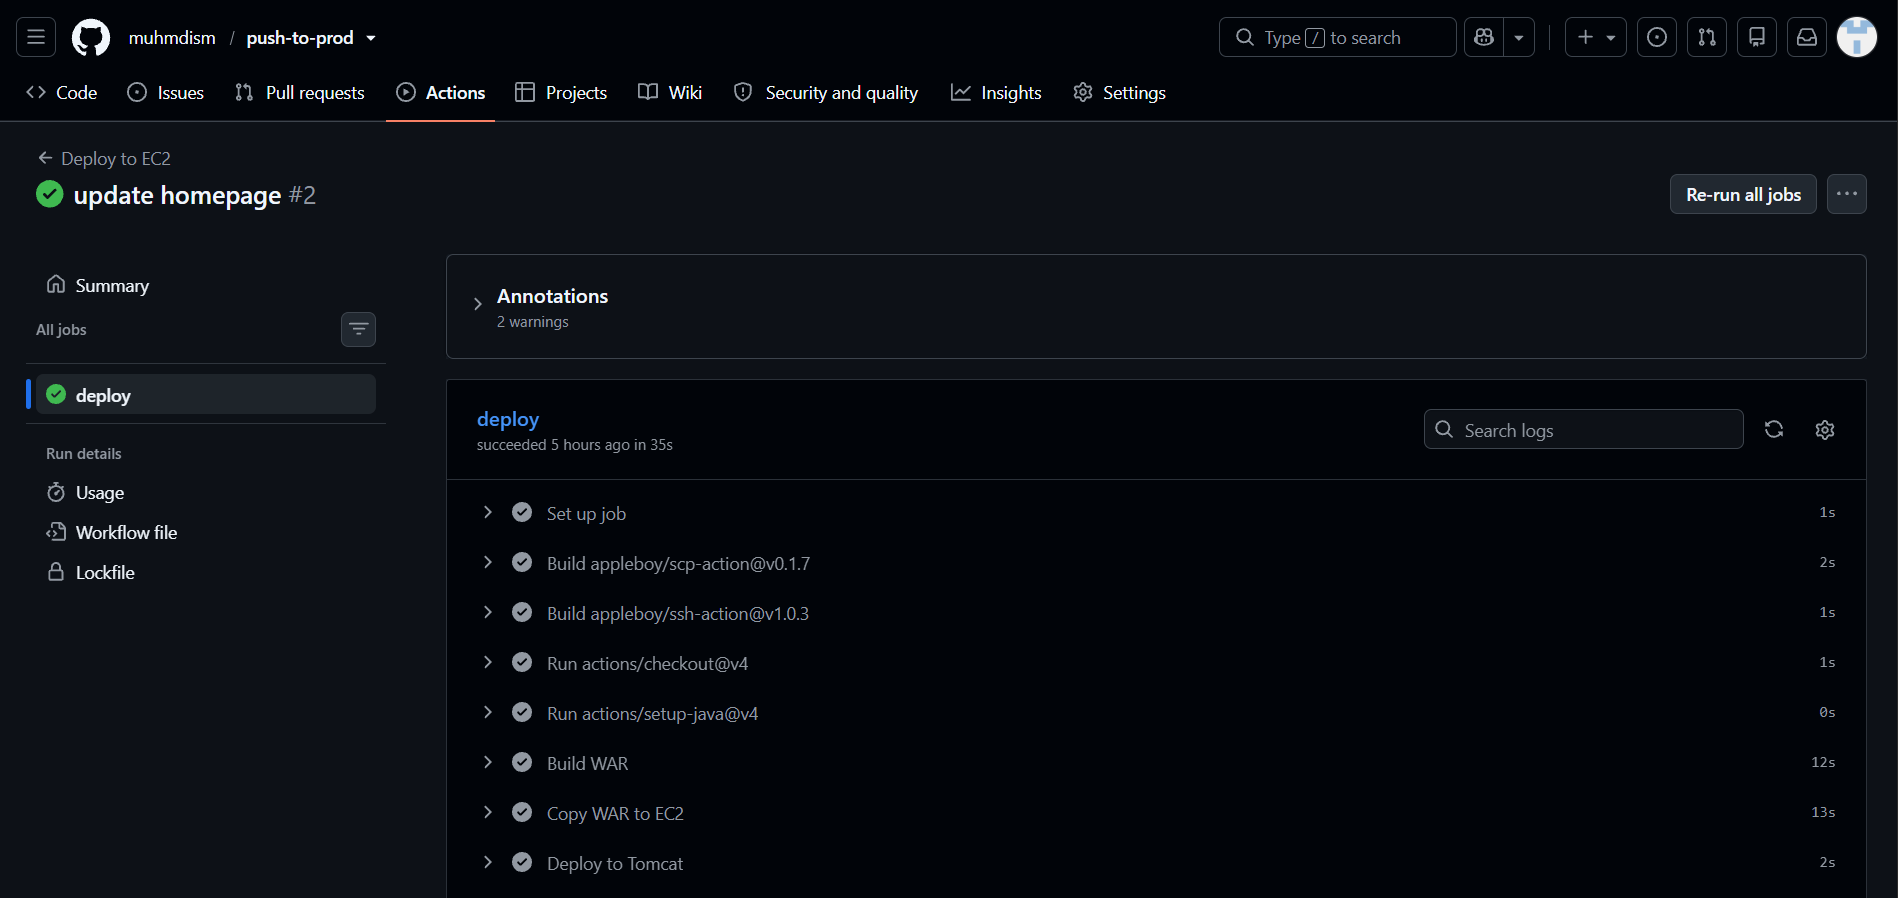 muhmdism / push-to-prod
Type / to search
Code
Issues
Pull requests
Actions
Projects
Wiki
Security and quality
Insights
Settings
Deploy to EC2
update homepage #2
Re-run all jobs
Summary
All jobs
deploy
Run details
Usage
Workflow file
Lockfile
Annotations
2 warnings
deploy
succeeded 5 hours ago in 35s
Search logs
Set up job 1s
Build appleboy/scp-action@v0.1.7 2s
Build appleboy/ssh-action@v1.0.3 1s
Run actions/checkout@v4 1s
Run actions/setup-java@v4 0s
Build WAR 12s
Copy WAR to EC2 13s
Deploy to Tomcat 2s